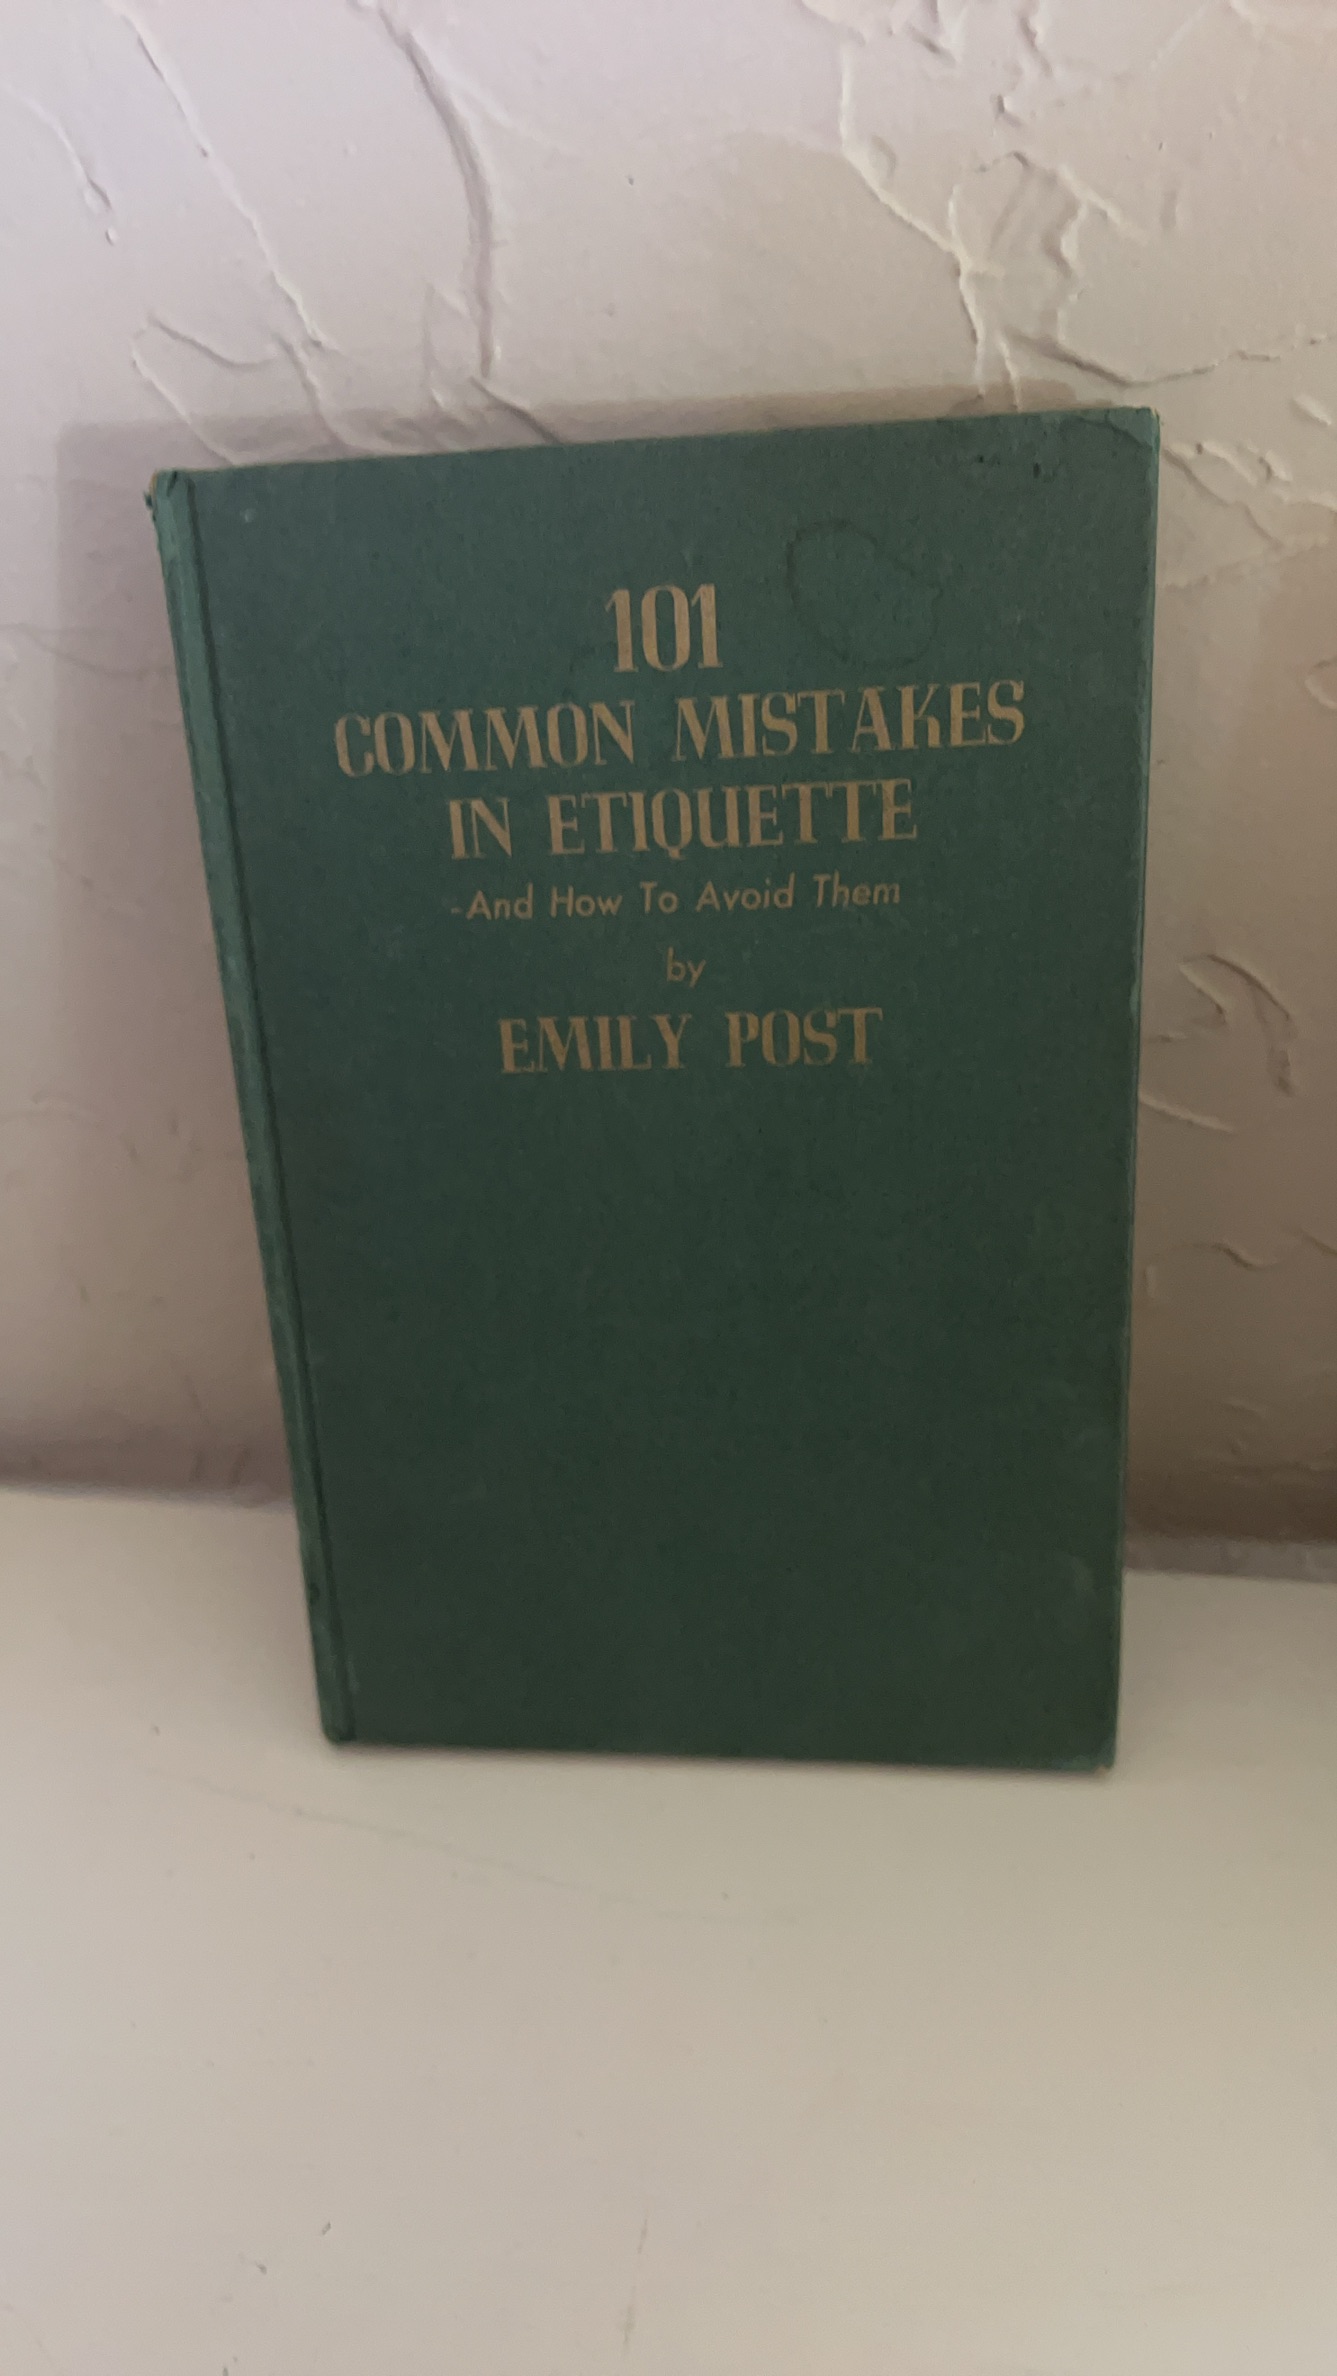 101
COMMON MISTAKES
IN ETIQUETTE
-And How To Avoid Them
by
EMILY POST